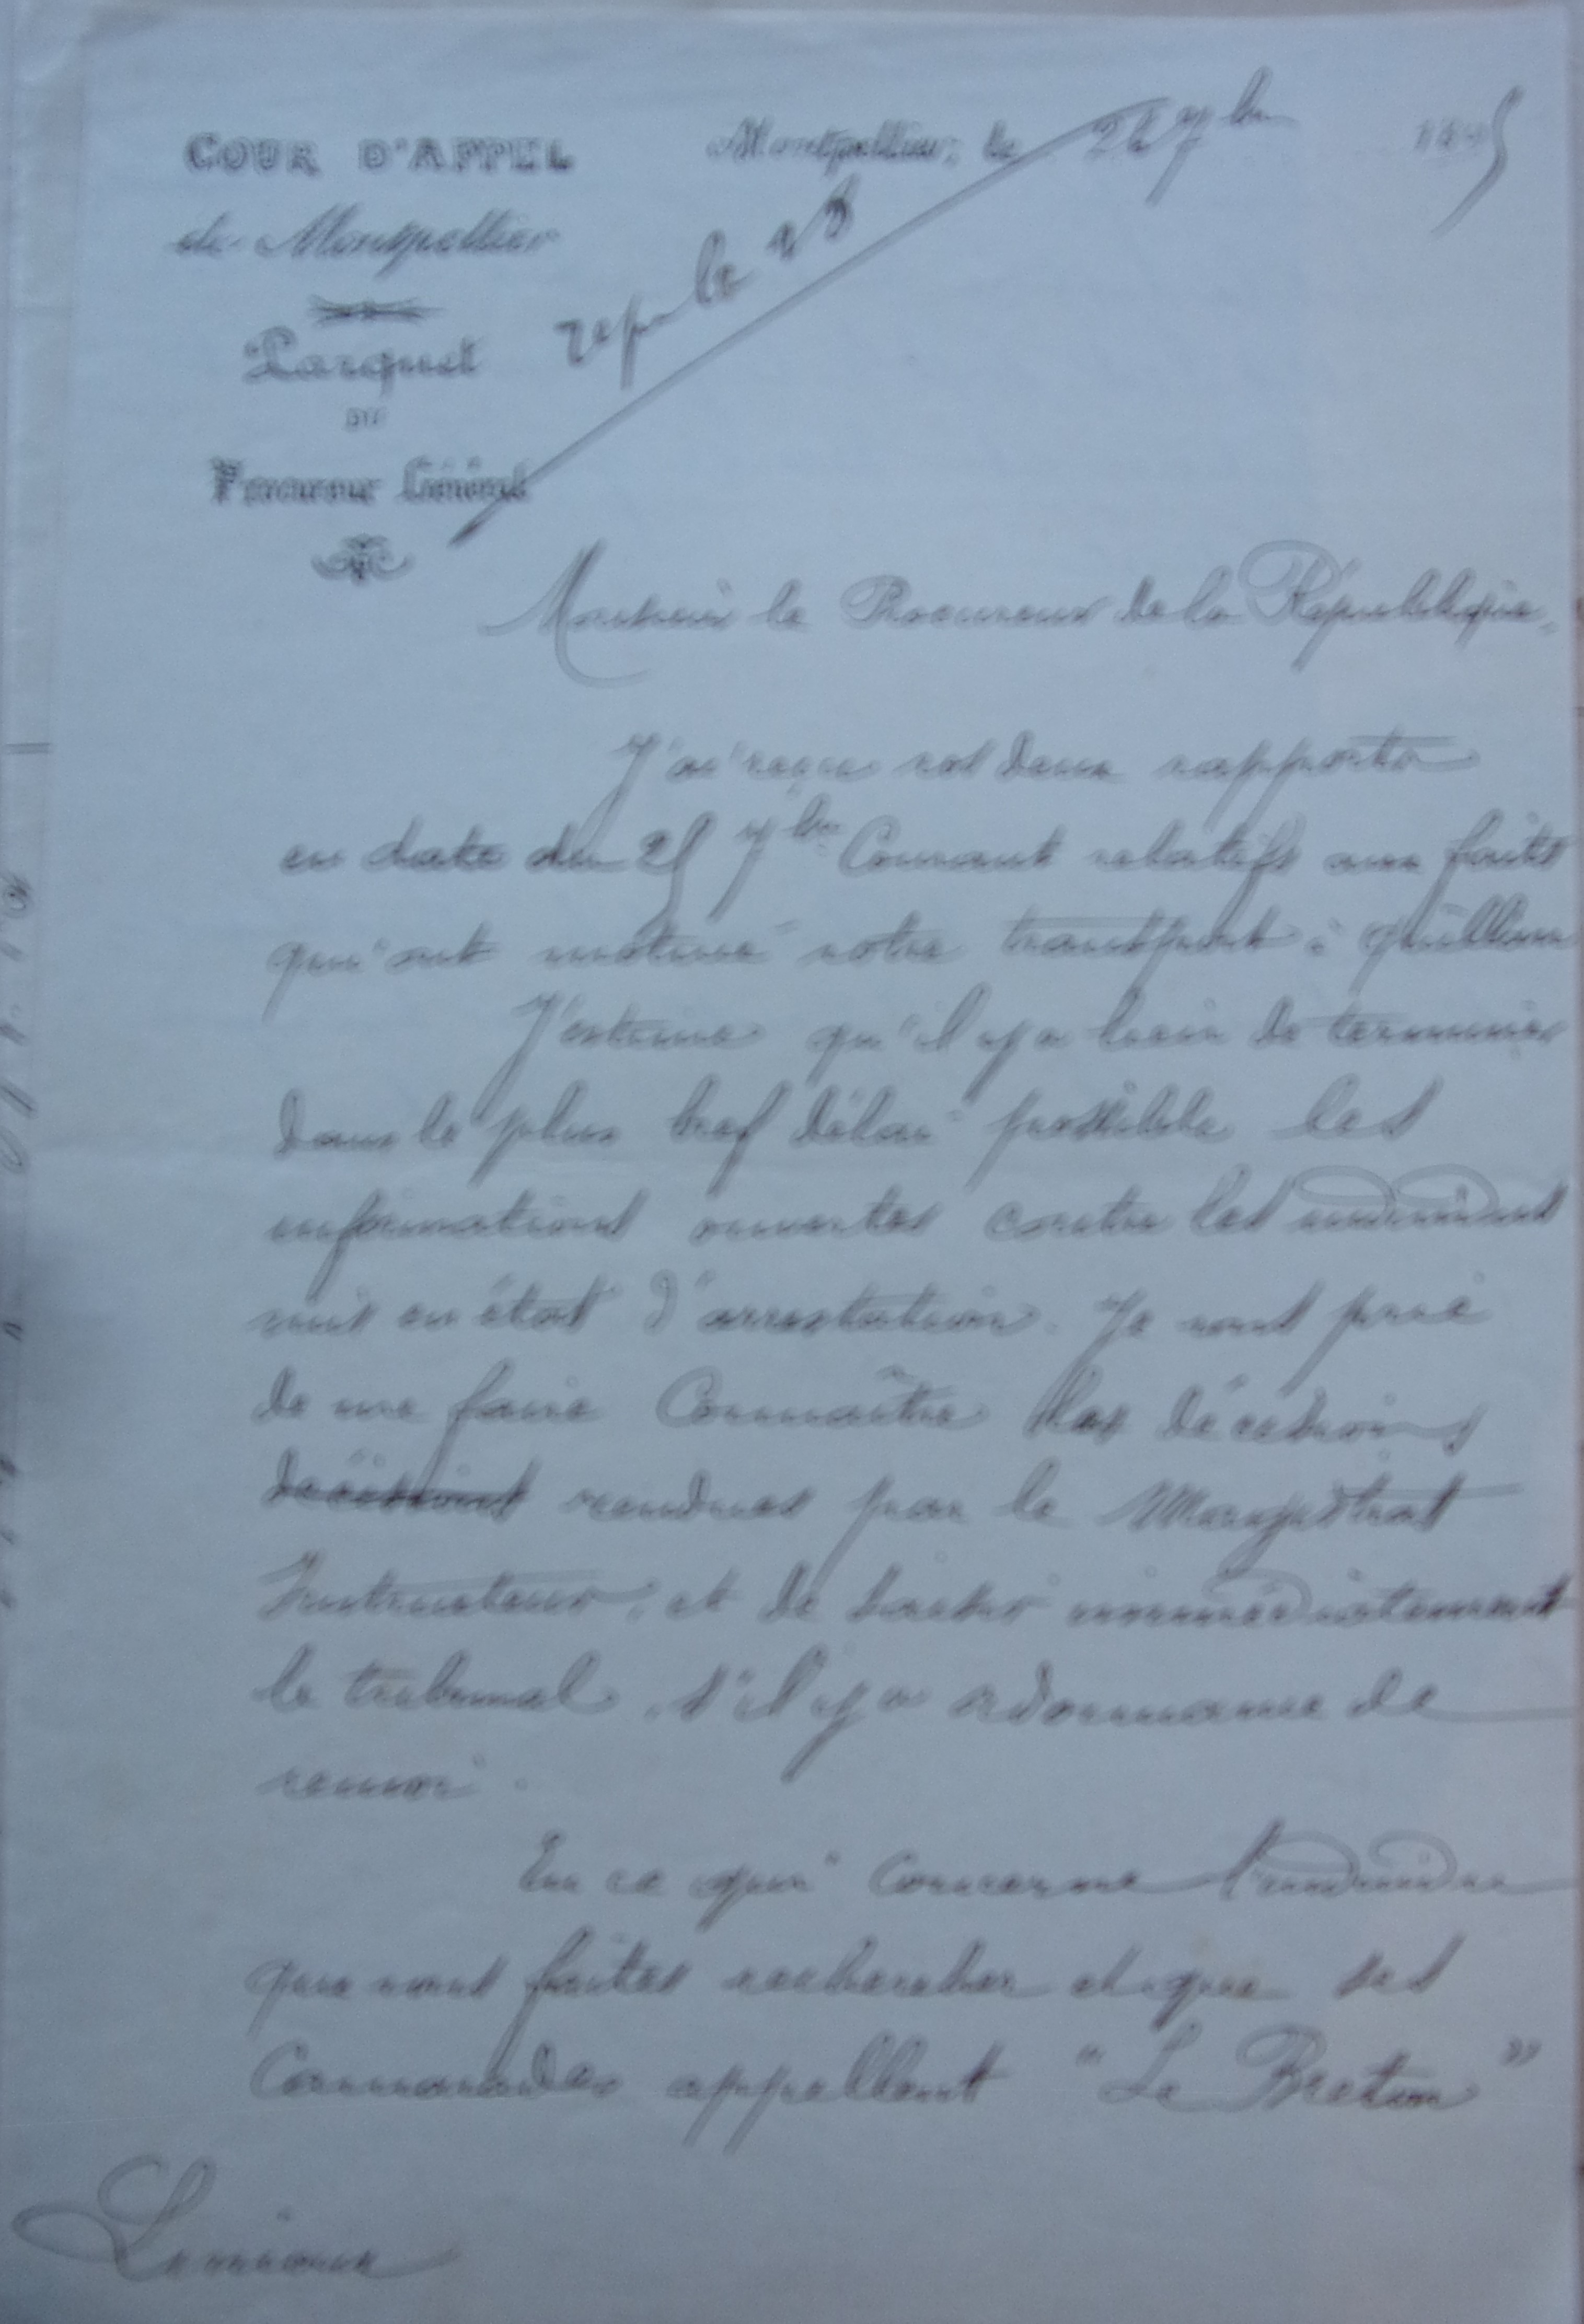 COUR D'APPEL
de Montpellier
Parquet
DU
Procureur Général
Montpellier, le 26 7bre 5
le 28
Monsieur le Procureur de la République,
J'ai reçu vos deux rapports
en date du 25 7bre Courant relatifs aux faits
qui ont motivé votre transport à Quillan
J'estime qu'il y a lieu de terminer
dans le plus bref délai possible les
informations ouvertes contre les individus
mis en état d'arrestation. Je vous prie
de me faire Connaître les décisions
décisions rendues par le Magistrat
Instructeur, et de saisir immédiatement
le tribunal, s'il y a ordonnance de
renvoi.
En ce qui concerne l'individu
que vous faites rechercher et que ses
Camarades appellent "Le Breton"